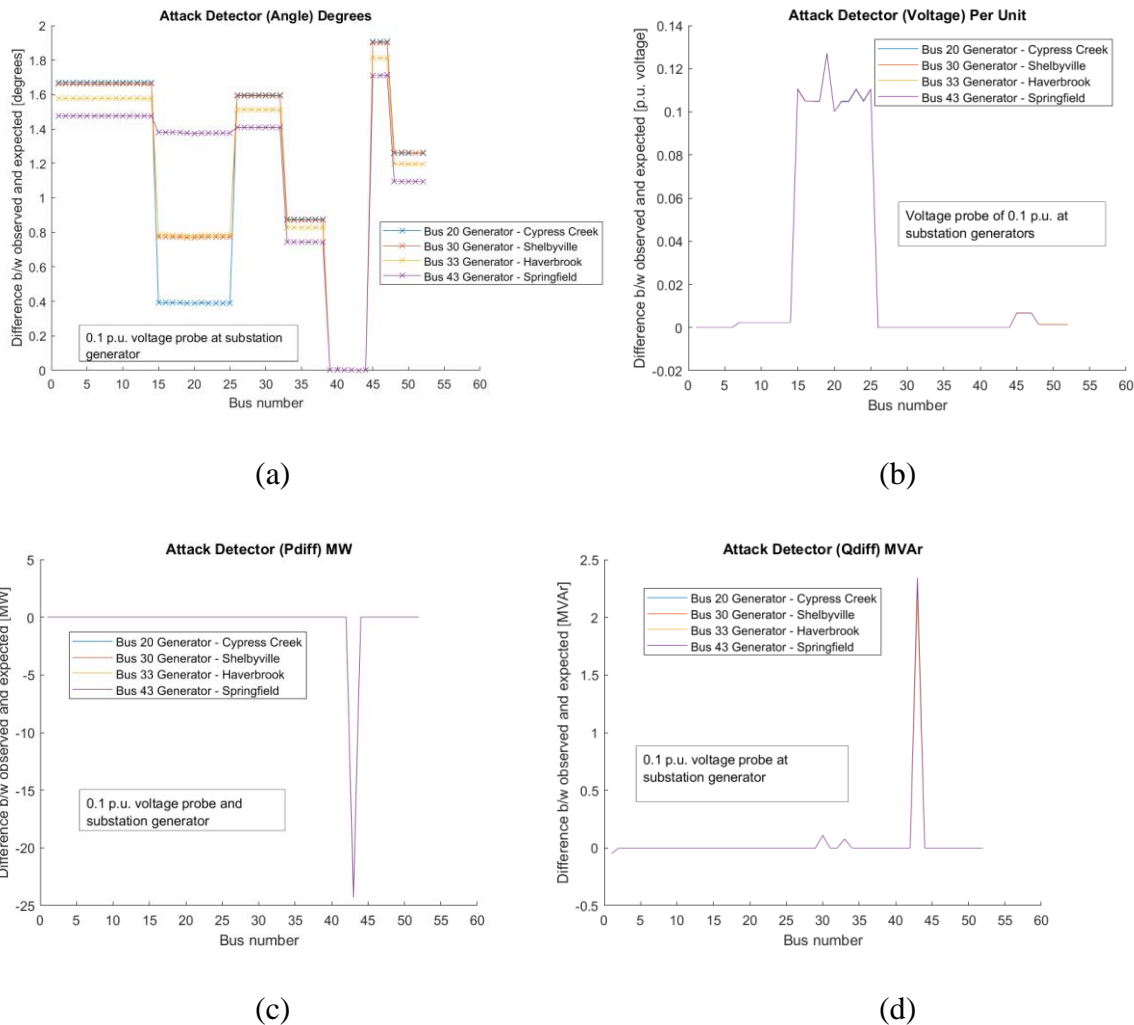 Attack Detector (Angle) Degrees
Difference b/w observed and expected [degrees]
2
1.8
1.6
1.4
1.2
1
0.8
0.6
0.4
0.2
0
Bus 20 Generator - Cypress Creek
Bus 30 Generator - Shelbyville
Bus 33 Generator - Haverbrook
Bus 43 Generator - Springfield
0.1 p.u. voltage probe at substation
generator
0 5 10 15 20 25 30 35 40 45 50 55 60
Bus number
(a)
Attack Detector (Voltage) Per Unit
Difference b/w observed and expected [p.u. voltage]
0.14
0.12
0.1
0.08
0.06
0.04
0.02
0
-0.02
Bus 20 Generator - Cypress Creek
Bus 30 Generator - Shelbyville
Bus 33 Generator - Haverbrook
Bus 43 Generator - Springfield
Voltage probe of 0.1 p.u. at
substation generators
0 5 10 15 20 25 30 35 40 45 50 55 60
Bus number
(b)
Attack Detector (Pdiff) MW
Difference b/w observed and expected [MW]
5
0
-5
-10
-15
-20
-25
Bus 20 Generator - Cypress Creek
Bus 30 Generator - Shelbyville
Bus 33 Generator - Haverbrook
Bus 43 Generator - Springfield
0.1 p.u. voltage probe and
substation generator
0 5 10 15 20 25 30 35 40 45 50 55 60
Bus number
(c)
Attack Detector (Qdiff) MVAr
Difference b/w observed and expected [MVAr]
2.5
2
1.5
1
0.5
0
-0.5
Bus 20 Generator - Cypress Creek
Bus 30 Generator - Shelbyville
Bus 33 Generator - Haverbrook
Bus 43 Generator - Springfield
0.1 p.u. voltage probe at
substation generator
0 5 10 15 20 25 30 35 40 45 50 55 60
Bus number
(d)